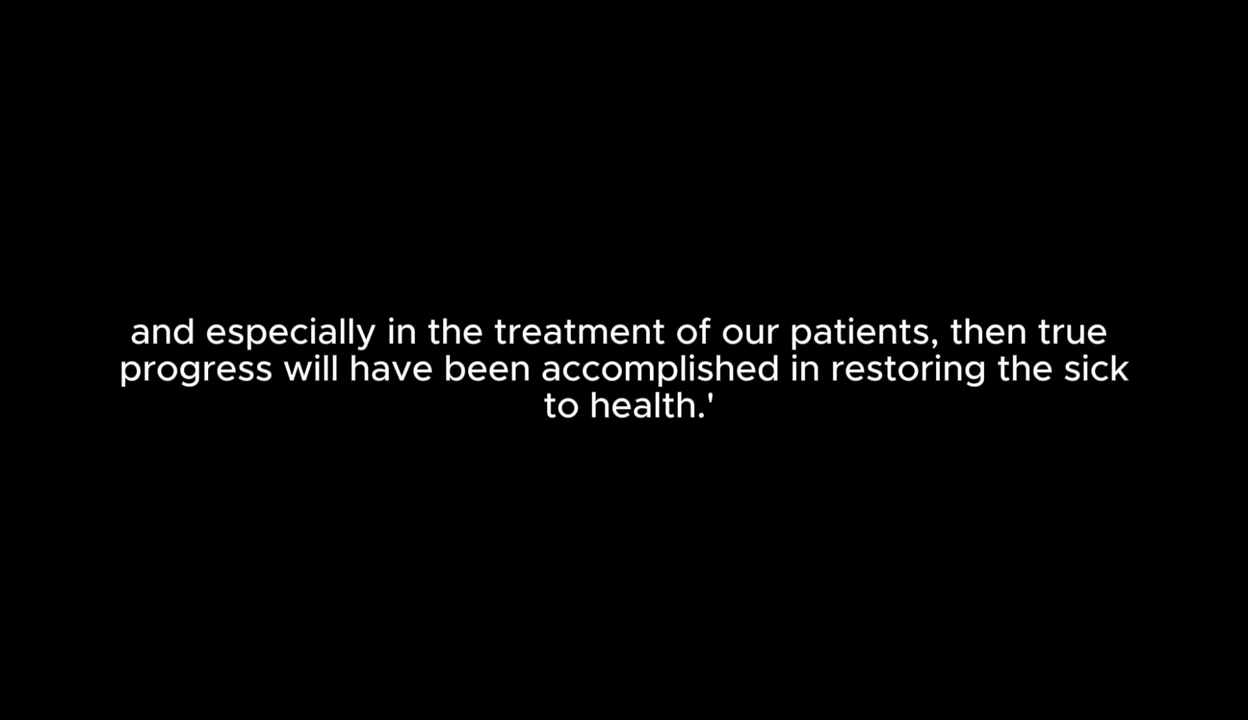 and especially in the treatment of our patients, then true
progress will have been accomplished in restoring the sick
to health.'